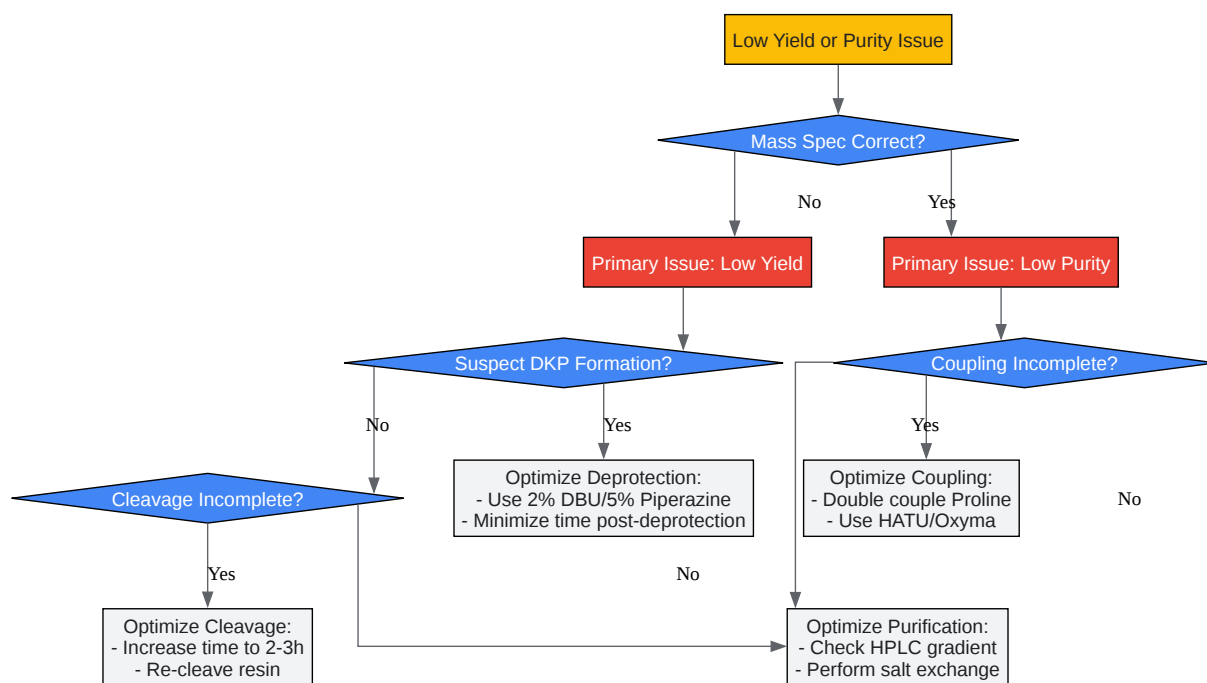 Low Yield or Purity Issue
Mass Spec Correct?
No
Yes
Primary Issue: Low Yield
Primary Issue: Low Purity
Suspect DKP Formation?
Coupling Incomplete?
No
Yes
Yes
Optimize Deprotection:
- Use 2% DBU/5% Piperazine
- Minimize time post-deprotection
Optimize Coupling:
- Double couple Proline
- Use HATU/Oxyma
Cleavage Incomplete?
No
Yes
No
Optimize Cleavage:
- Increase time to 2-3h
- Re-cleave resin
Optimize Purification:
- Check HPLC gradient
- Perform salt exchange